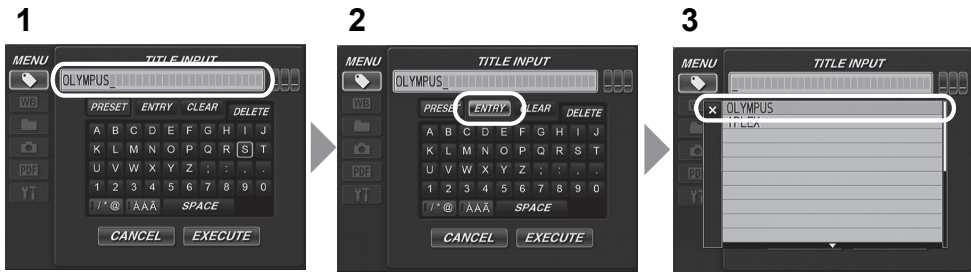 1
MENU
TITLE INPUT
OLYMPUS_
WB
PRESET ENTRY CLEAR DELETE
A B C D E F G H I J
K L M N O P Q R S T
PDF
U V W X Y Z ; : , .
1 2 3 4 5 6 7 8 9 0
! / * @ ÀÁÃ SPACE
CANCEL EXECUTE
2
MENU
TITLE INPUT
OLYMPUS_
WB
PRESET ENTRY CLEAR DELETE
A B C D E F G H I J
K L M N O P Q R S T
PDF
U V W X Y Z ; : , .
1 2 3 4 5 6 7 8 9 0
! / * @ ÀÁÃ SPACE
CANCEL EXECUTE
3
MENU
TITLE INPUT
_
× OLYMPUS
IPLEX